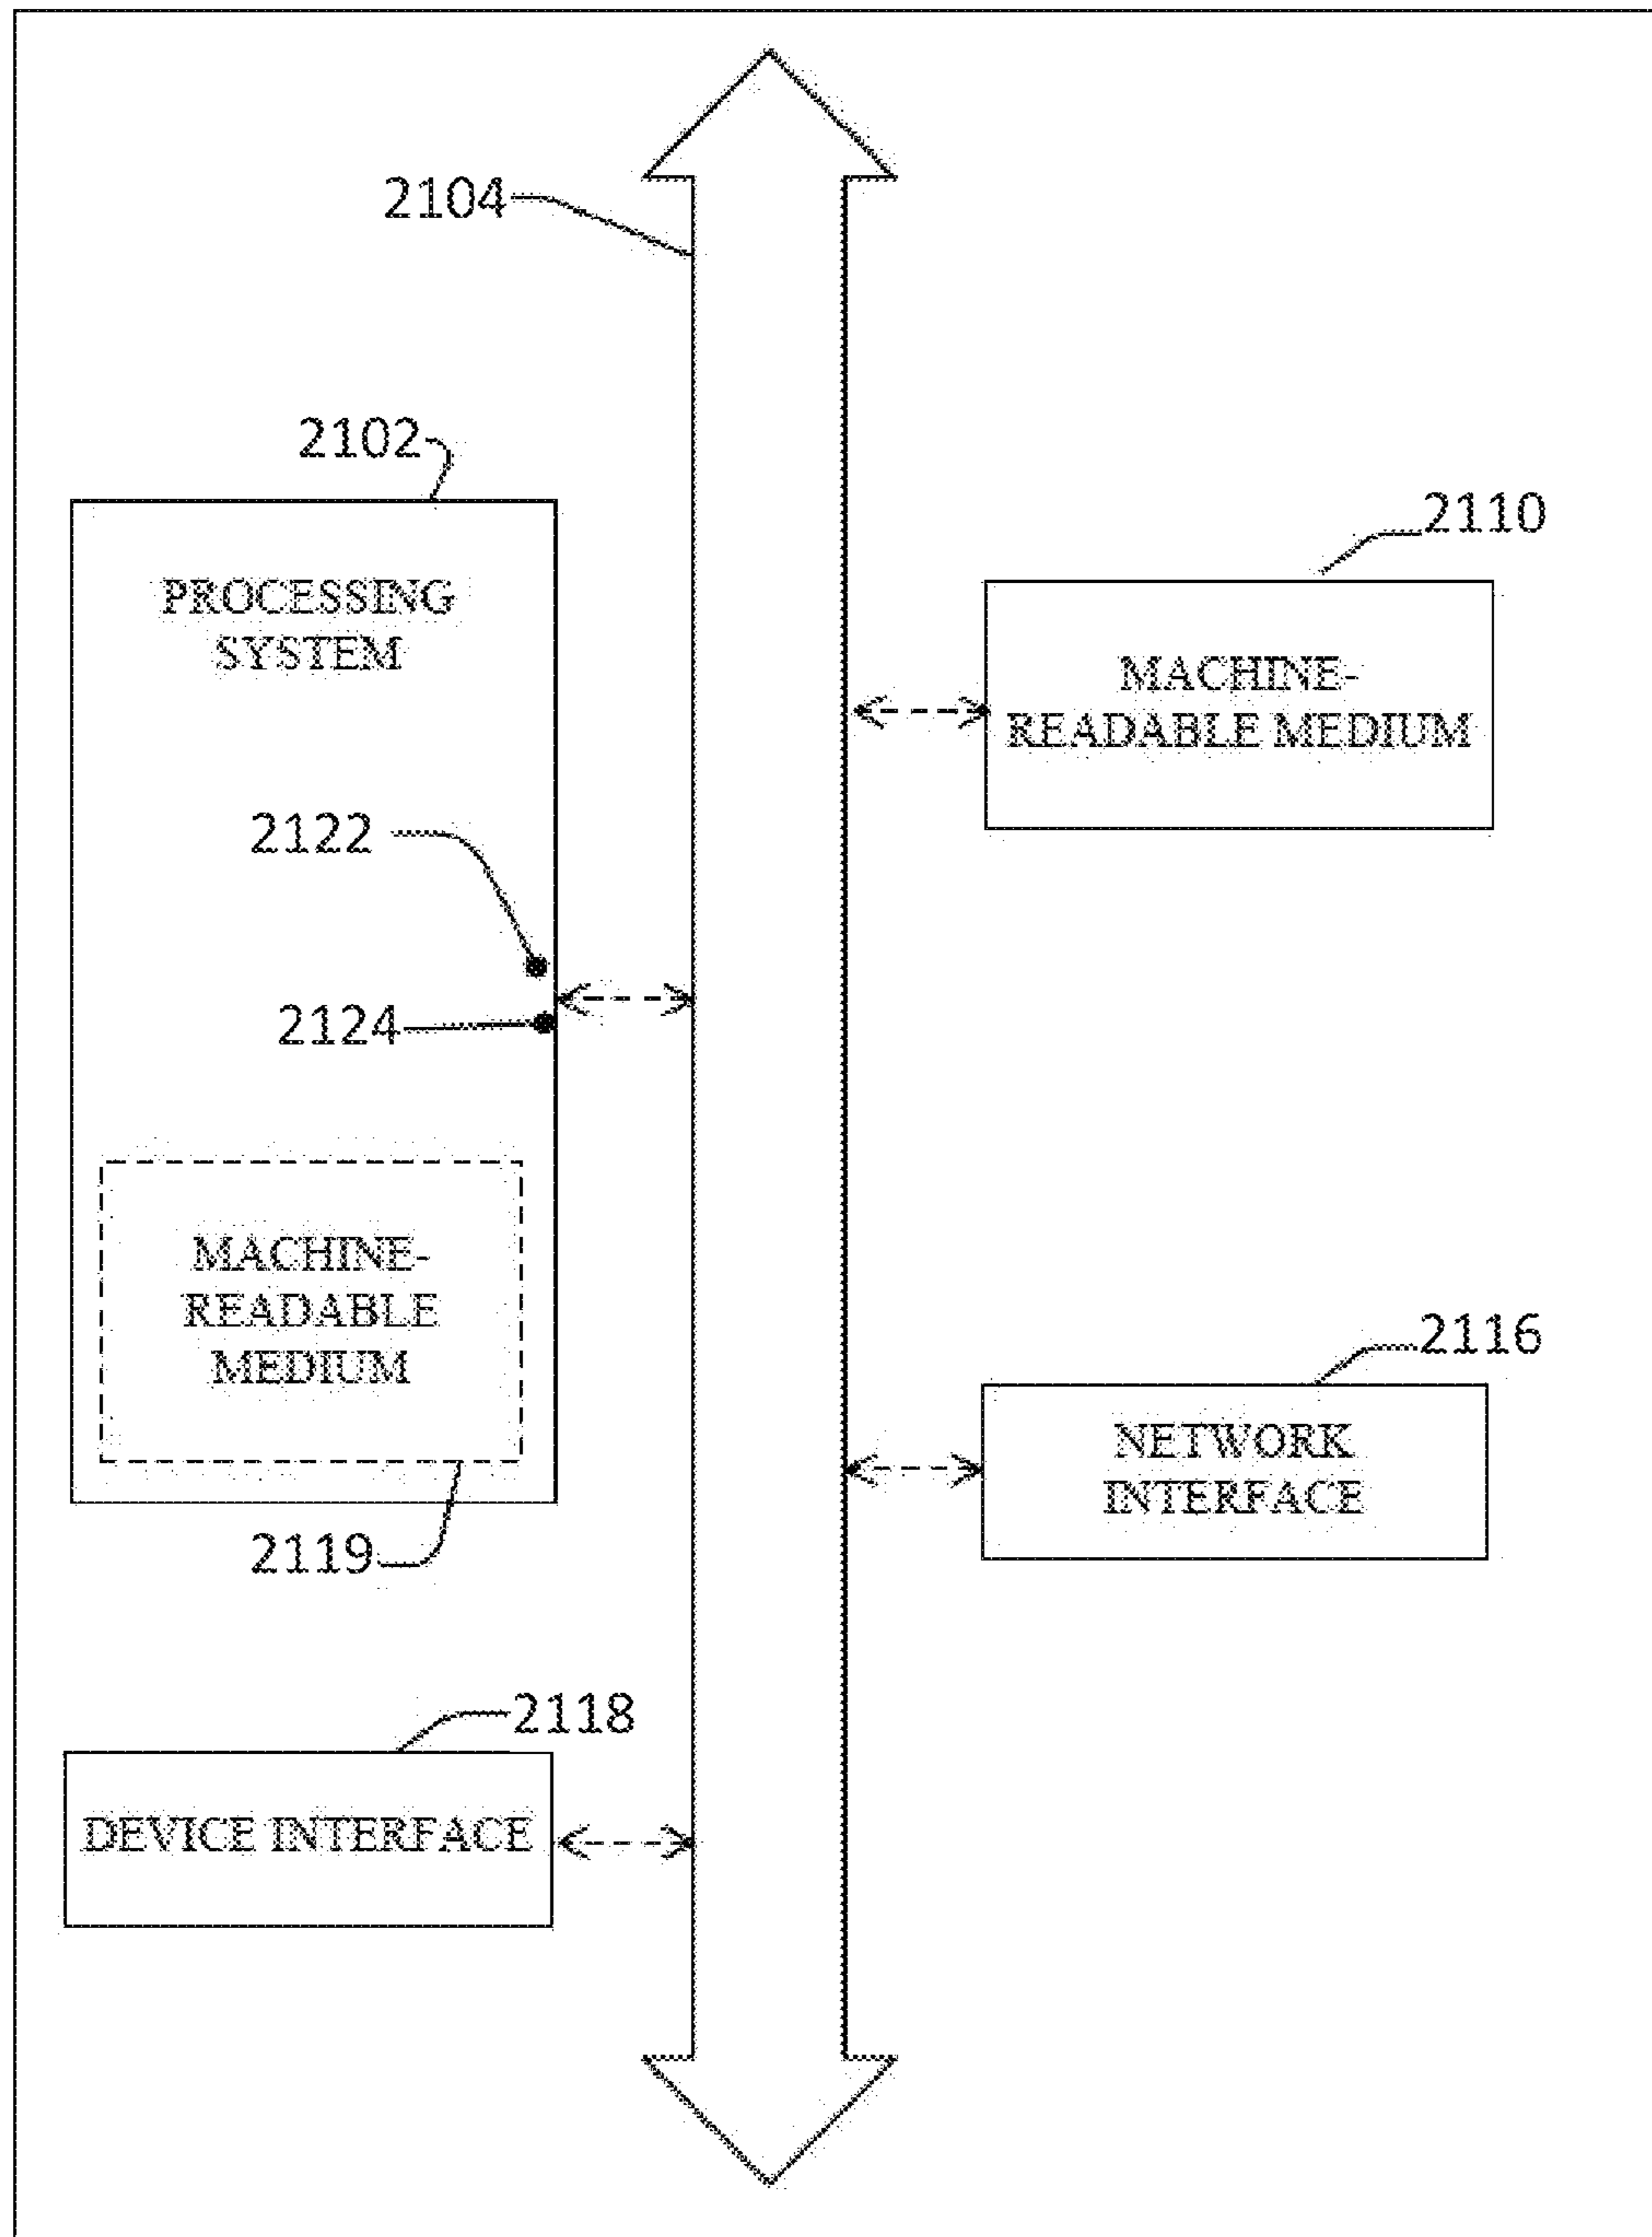 2104
2102
PROCESSING
SYSTEM
2110
MACHINE-
READABLE MEDIUM
2122
2124
MACHINE-
READABLE
MEDIUM
2119
2116
NETWORK
INTERFACE
2118
DEVICE INTERFACE